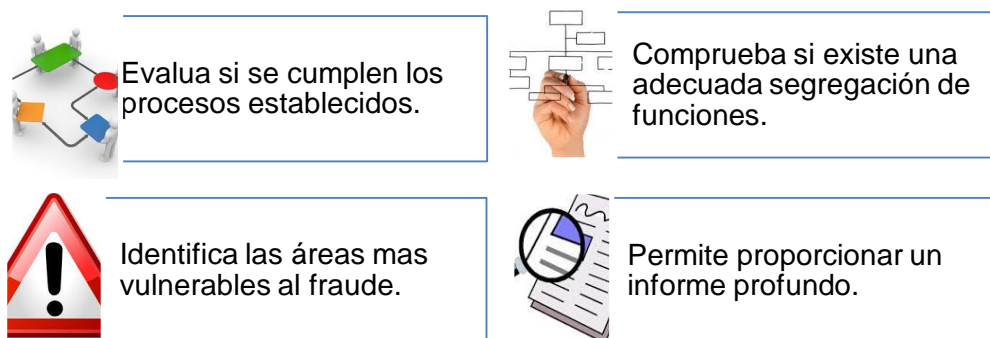 Evalua si se cumplen los
procesos establecidos.
Comprueba si existe una
adecuada segregación de
funciones.
Identifica las áreas mas
vulnerables al fraude.
Permite proporcionar un
informe profundo.